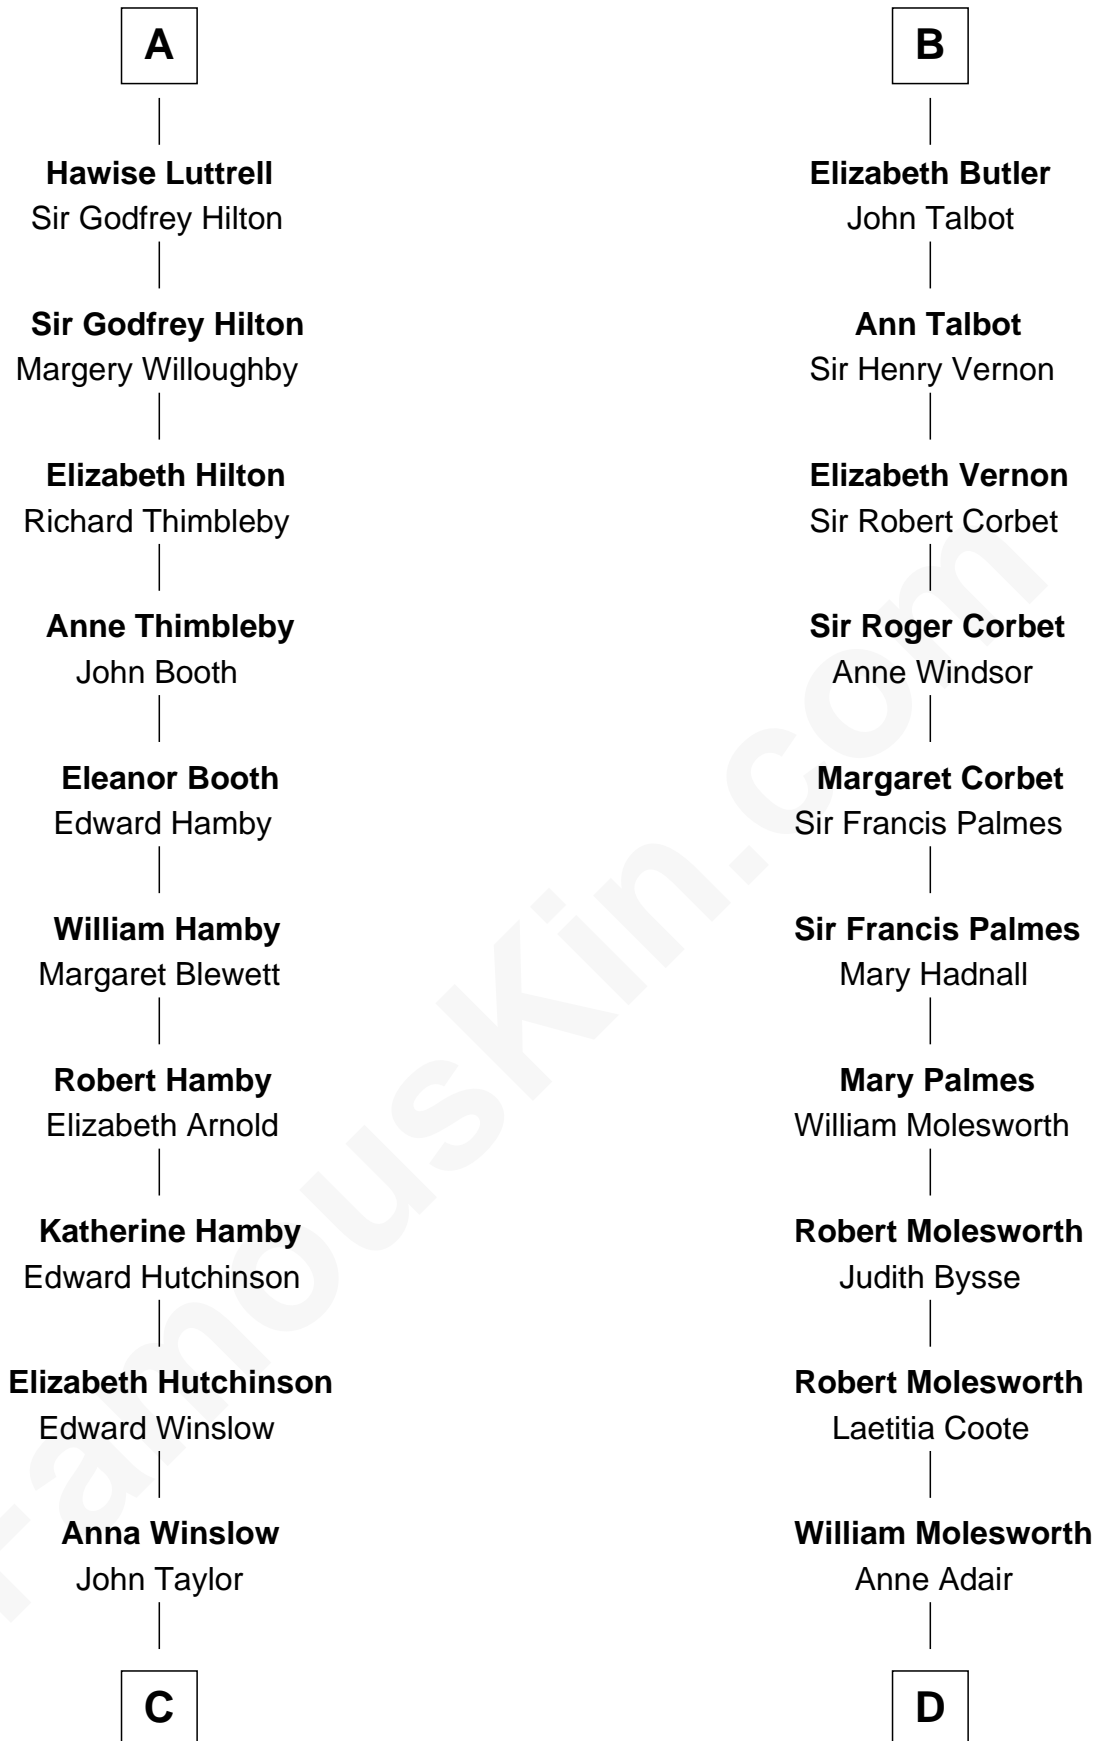 A
Hawise Luttrell
Sir Godfrey Hilton
Sir Godfrey Hilton
Margery Willoughby
Elizabeth Hilton
Richard Thimbleby
Anne Thimbleby
John Booth
Eleanor Booth
Edward Hamby
William Hamby
Margaret Blewett
Robert Hamby
Elizabeth Arnold
Katherine Hamby
Edward Hutchinson
Elizabeth Hutchinson
Edward Winslow
Anna Winslow
John Taylor
C
B
Elizabeth Butler
John Talbot
Ann Talbot
Sir Henry Vernon
Elizabeth Vernon
Sir Robert Corbet
Sir Roger Corbet
Anne Windsor
Margaret Corbet
Sir Francis Palmes
Sir Francis Palmes
Mary Hadnall
Mary Palmes
William Molesworth
Robert Molesworth
Judith Bysse
Robert Molesworth
Laetitia Coote
William Molesworth
Anne Adair
D
FamousKin.com